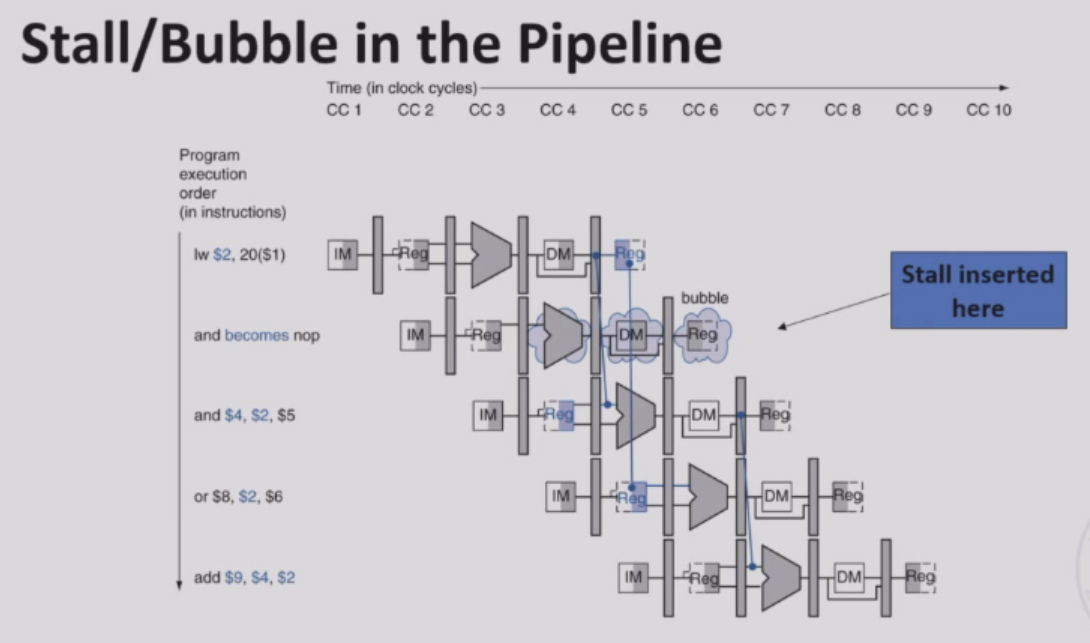 Stall/Bubble in the Pipeline
Time (in clock cycles)
CC 1 CC 2 CC 3 CC 4 CC 5 CC 6 CC 7 CC 8 CC 9 CC 10
Program
execution
order
(in instructions)
lw $2, 20($1) IM Reg DM Reg
bubble
and becomes nop IM Reg DM Reg
Stall inserted
here
and $4, $2, $5 IM Reg DM Reg
or $8, $2, $6 IM Reg DM Reg
add $9, $4, $2 IM Reg DM Reg